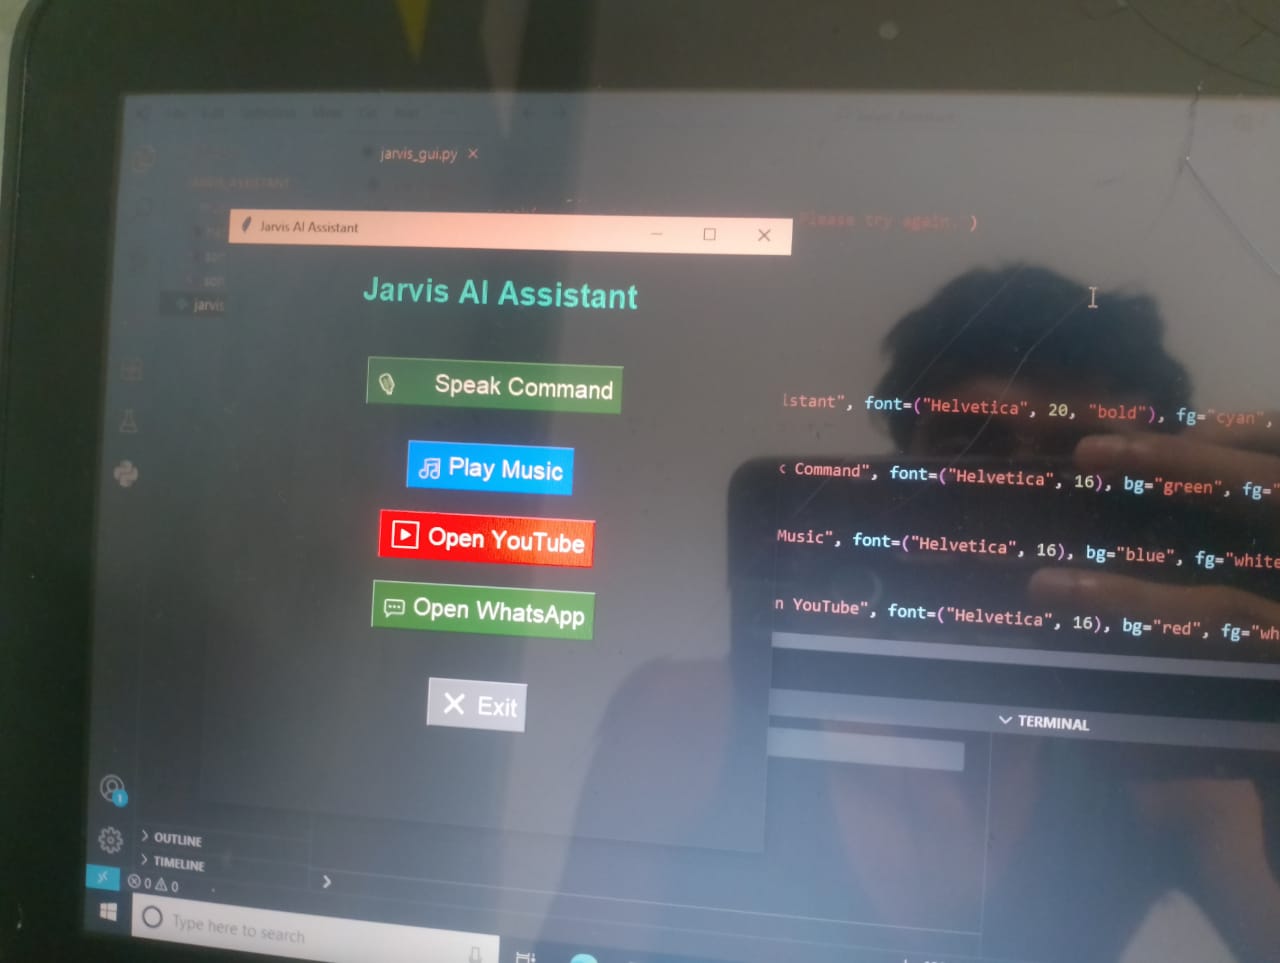 jarvis_gui.py
Please try again.")
Jarvis AI Assistant
jarvis
Jarvis AI Assistant
Speak Command
Play Music
Open YouTube
Open WhatsApp
Exit
istant", font=("Helvetica", 20, "bold"), fg="cyan",
Command", font=("Helvetica", 16), bg="green", fg="
Music", font=("Helvetica", 16), bg="blue", fg="white
n YouTube", font=("Helvetica", 16), bg="red", fg="wh
TERMINAL
1
OUTLINE
TIMELINE
0 0
Type here to search